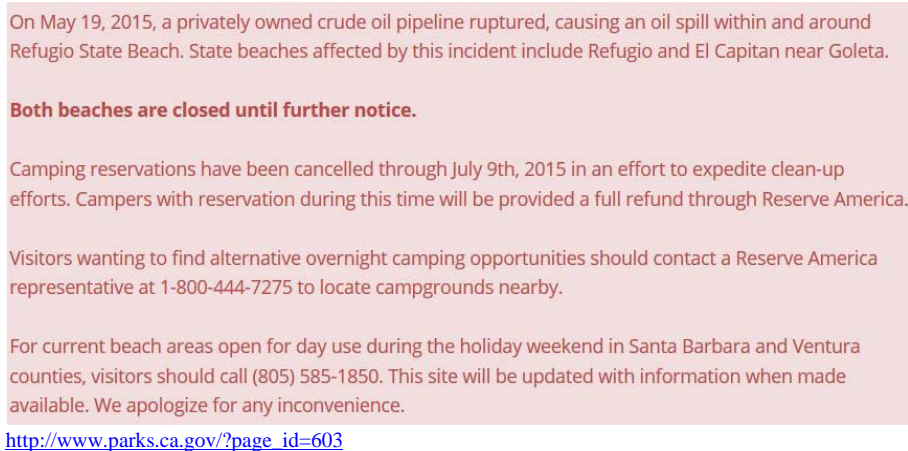 On May 19, 2015, a privately owned crude oil pipeline ruptured, causing an oil spill within and around
Refugio State Beach. State beaches affected by this incident include Refugio and El Capitan near Goleta.
Both beaches are closed until further notice.
Camping reservations have been cancelled through July 9th, 2015 in an effort to expedite clean-up
efforts. Campers with reservation during this time will be provided a full refund through Reserve America.
Visitors wanting to find alternative overnight camping opportunities should contact a Reserve America
representative at 1-800-444-7275 to locate campgrounds nearby.
For current beach areas open for day use during the holiday weekend in Santa Barbara and Ventura
counties, visitors should call (805) 585-1850. This site will be updated with information when made
available. We apologize for any inconvenience.
http://www.parks.ca.gov/?page_id=603